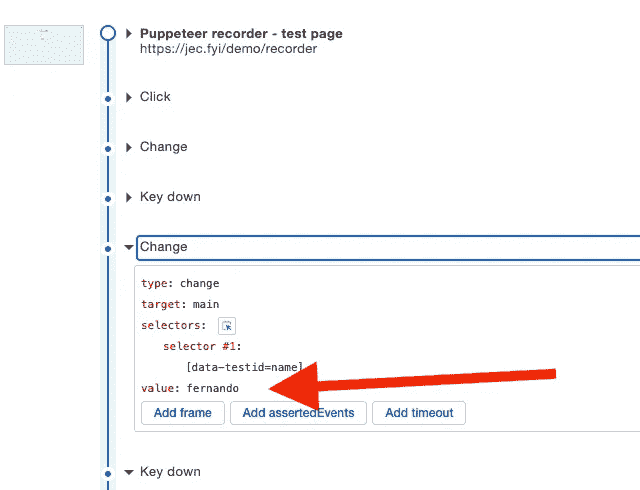 Puppeteer recorder - test page
https://jec.fyi/demo/recorder
Click
Change
Key down
Change
type: change
target: main
selectors:
selector #1:
[data-testid=name]
value: fernando
Add frame Add assertedEvents Add timeout
Key down